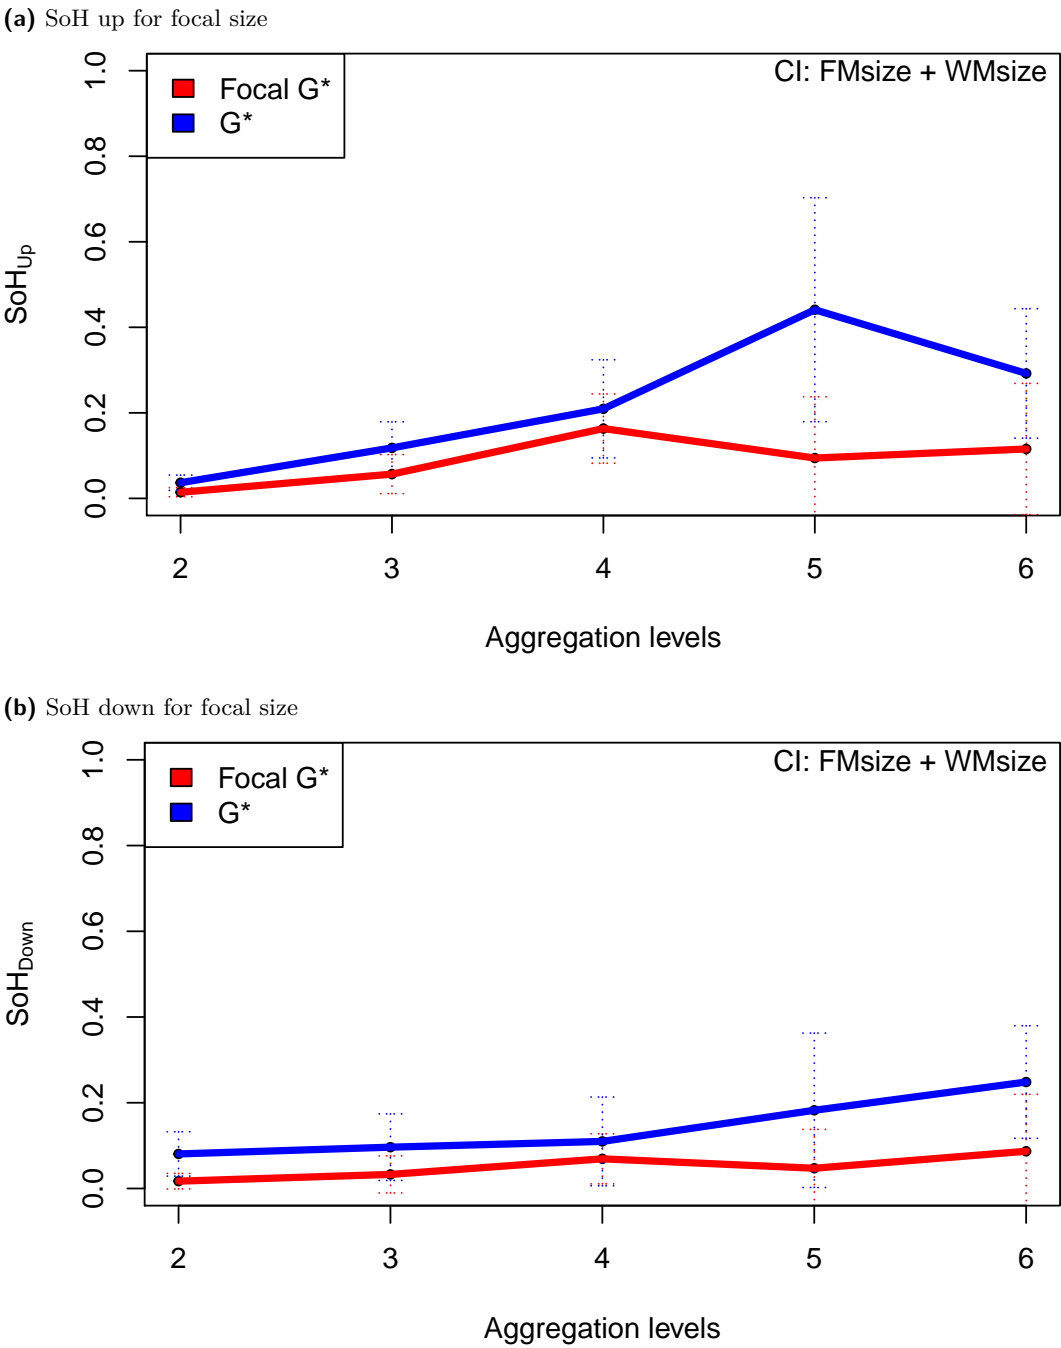 (a) SoH up for focal size
CI: FMsize + WMsize
Focal G*
G*
1.0
0.8
0.6
0.4
0.2
0.0
SoHUp
2 3 4 5 6
Aggregation levels
(b) SoH down for focal size
CI: FMsize + WMsize
Focal G*
G*
1.0
0.8
0.6
0.4
0.2
0.0
SoHDown
2 3 4 5 6
Aggregation levels